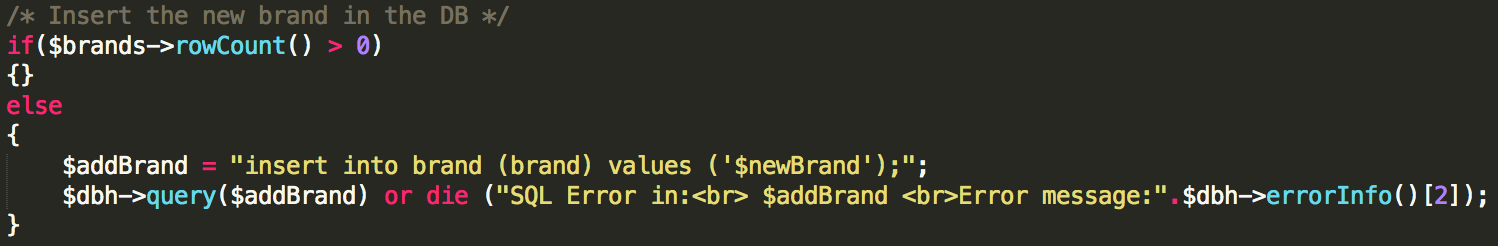 /* Insert the new brand in the DB */
if($brands->rowCount() > 0)
{}
else
{
    $addBrand = "insert into brand (brand) values ('$newBrand');";
    $dbh->query($addBrand) or die ("SQL Error in:<br> $addBrand <br>Error message:".$dbh->errorInfo()[2]);
}